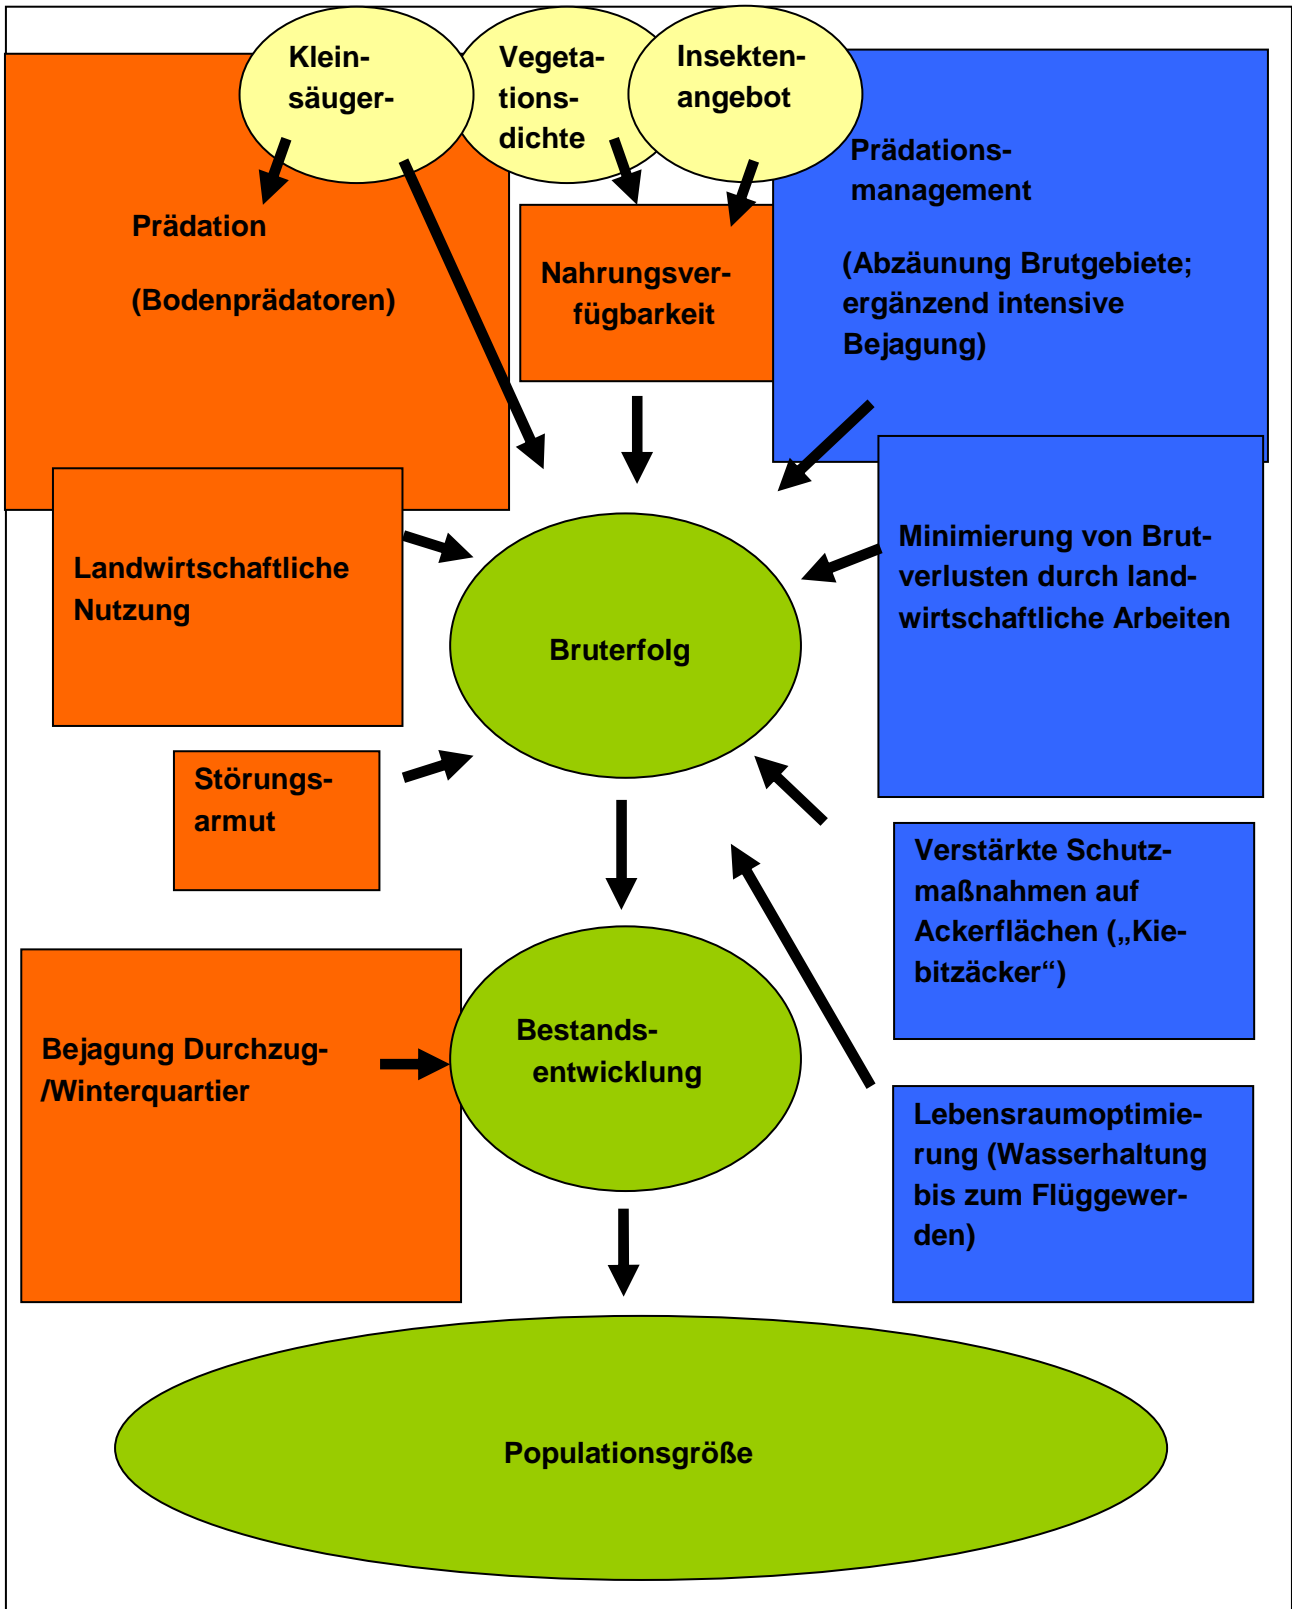 Klein-
säuger-
Vegeta-
tions-
dichte
Insekten-
angebot
Prädation
(Bodenprädatoren)
Nahrungsver-
fügbarkeit
Prädations-
management
(Abzäunung Brutgebiete;
ergänzend intensive
Bejagung)
Landwirtschaftliche
Nutzung
Bruterfolg
Minimierung von Brut-
verlusten durch land-
wirtschaftliche Arbeiten
Störungs-
armut
Verstärkte Schutz-
maßnahmen auf
Ackerflächen („Kie-
bitzäcker“)
Bejagung Durchzug-
/Winterquartier
Bestands-
entwicklung
Lebensraumoptimie-
rung (Wasserhaltung
bis zum Flüggewer-
den)
Populationsgröße